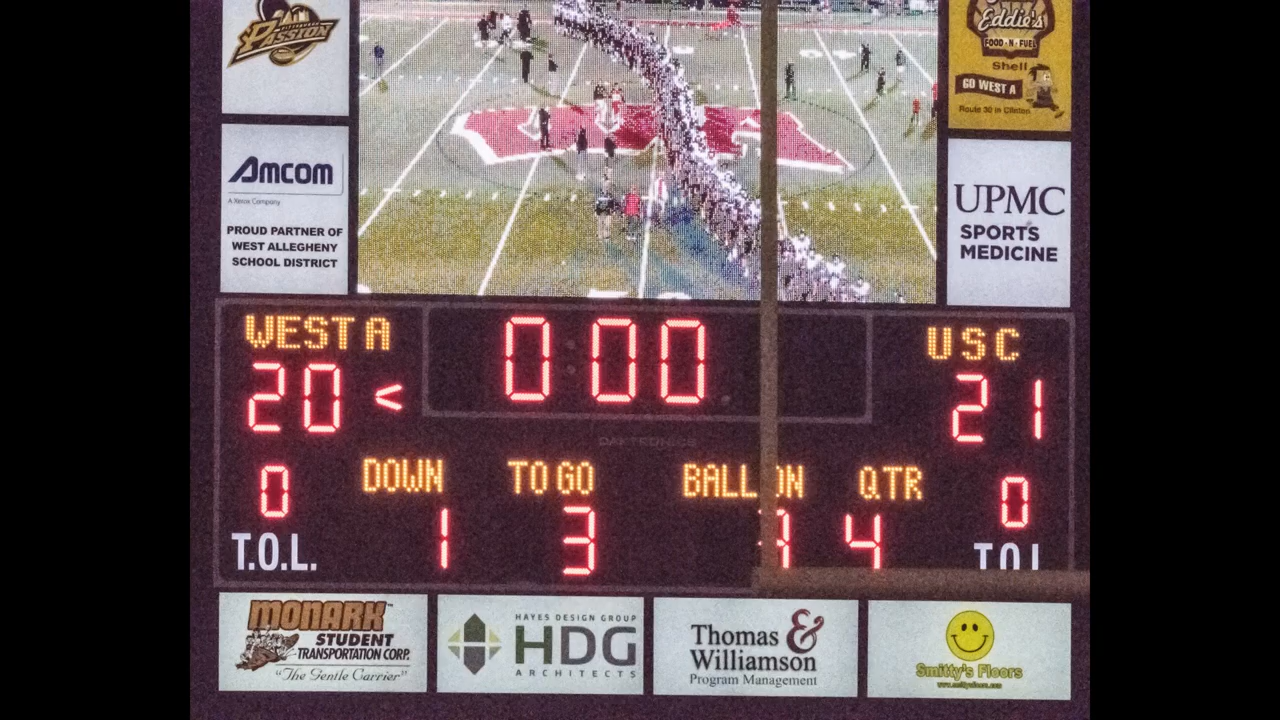 PASSION
Eddie's
FOOD·N·FUEL
Shell
GO WEST A
Route 30 in Clinton
Amcom
A Xerox Company
PROUD PARTNER OF
WEST ALLEGHENY
SCHOOL DISTRICT
UPMC
SPORTS
MEDICINE
WEST A
0:00
USC
20 <
21
DAKTRONICS
DOWN
TO GO
BALL ON
QTR
0
1
3
4
0
T.O.L.
MONARK™
STUDENT
TRANSPORTATION CORP.
"The Gentle Carrier"
HAYES DESIGN GROUP
HDG
ARCHITECTS
Thomas &
Williamson
Program Management
Smitty's Floors